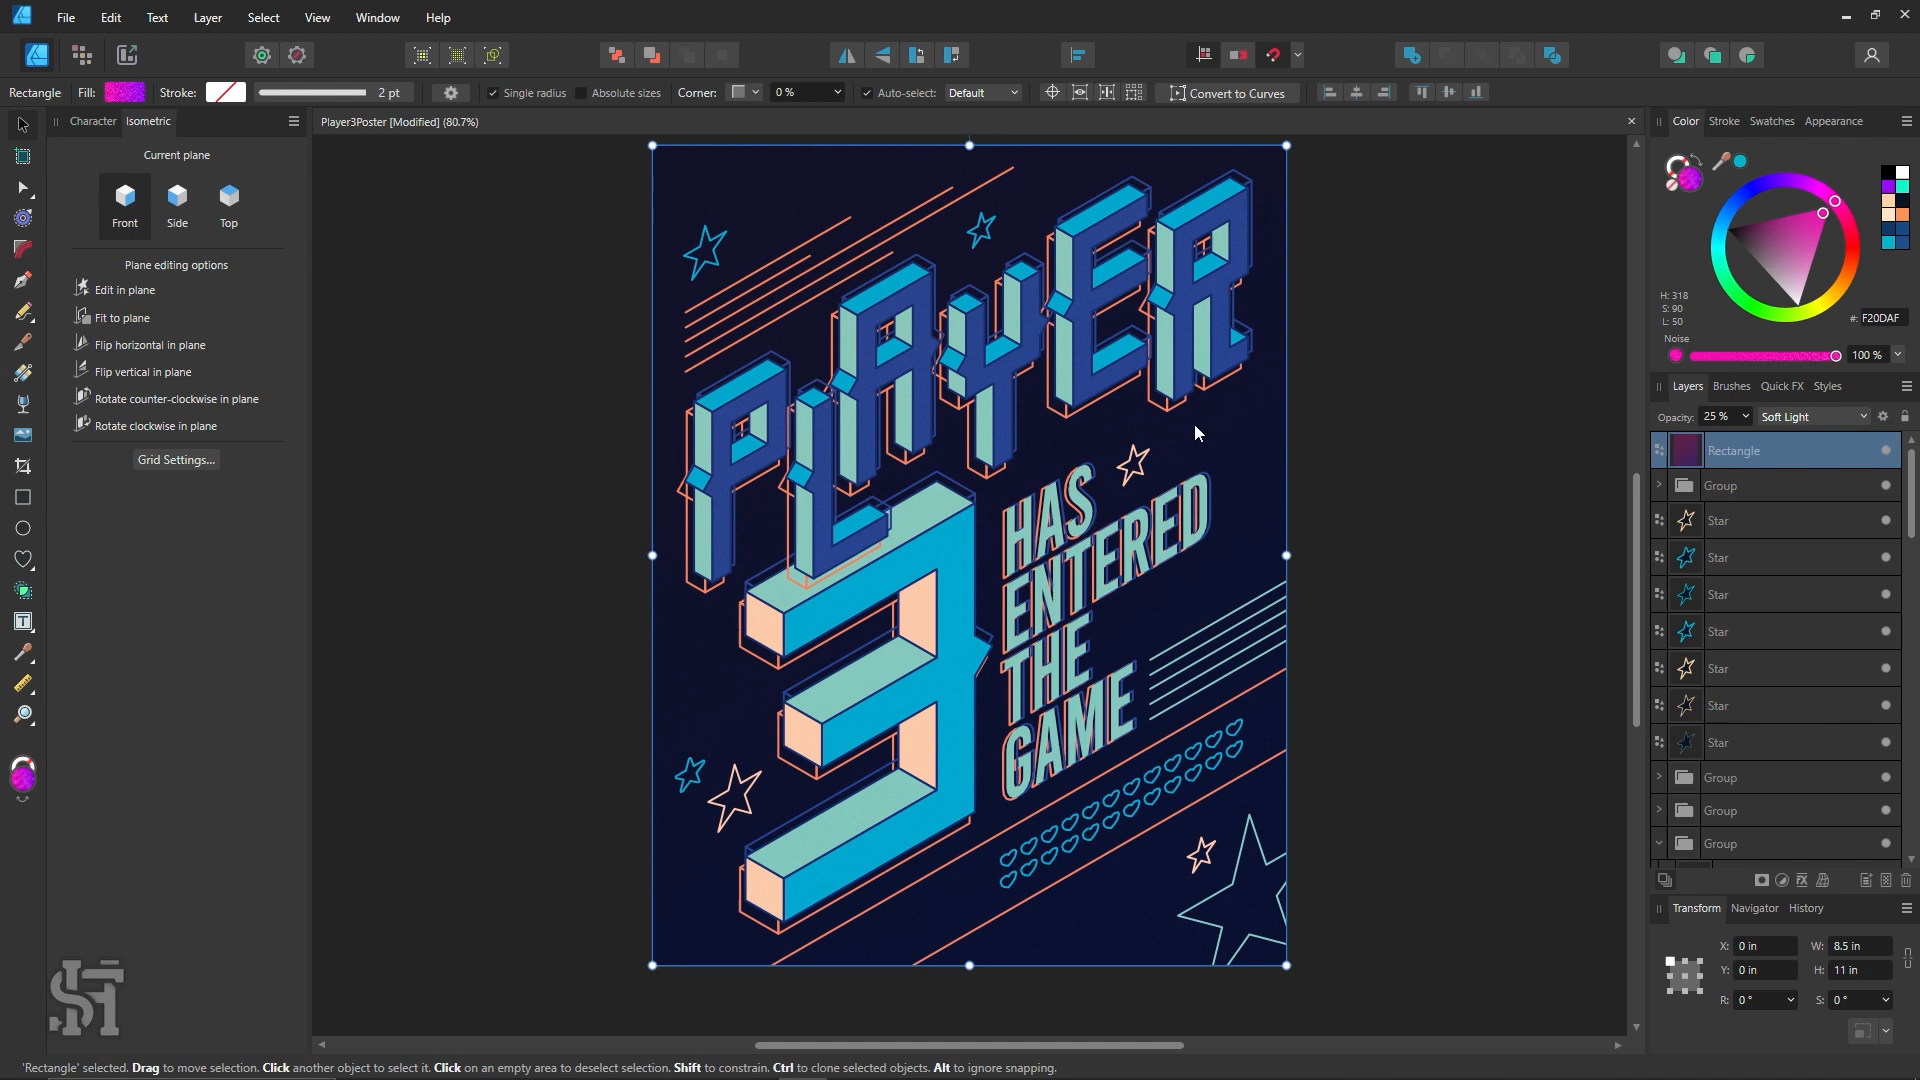 File Edit Text Layer Select View Window Help
Rectangle Fill: Stroke: 2 pt Single radius Absolute sizes Corner: 0 % Auto-select: Default Convert to Curves
Character Isometric
Player3Poster [Modified] (80.7%)
Color Stroke Swatches Appearance
Current plane
Front Side Top
Plane editing options
Edit in plane
Fit to plane
Flip horizontal in plane
Flip vertical in plane
Rotate counter-clockwise in plane
Rotate clockwise in plane
Grid Settings...
PLAYER
3
HAS
ENTERED
THE
GAME
H: 318
S: 90
L: 50
#: F20DAF
Noise
100 %
Layers Brushes Quick FX Styles
Opacity: 25 % Soft Light
Rectangle
Group
Star
Star
Star
Star
Star
Star
Star
Group
Group
Group
Transform Navigator History
X: 0 in W: 8.5 in
Y: 0 in H: 11 in
R: 0 ° S: 0 °
'Rectangle' selected. Drag to move selection. Click another object to select it. Click on an empty area to deselect selection. Shift to constrain. Ctrl to clone selected objects. Alt to ignore snapping.